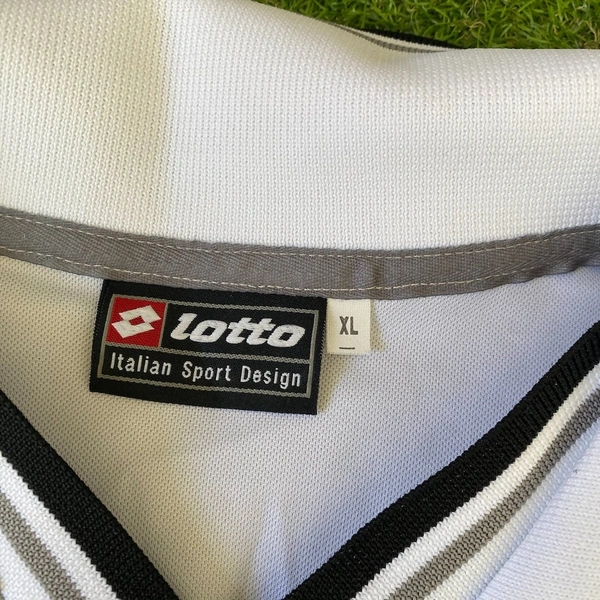 lotto
XL
Italian Sport Design